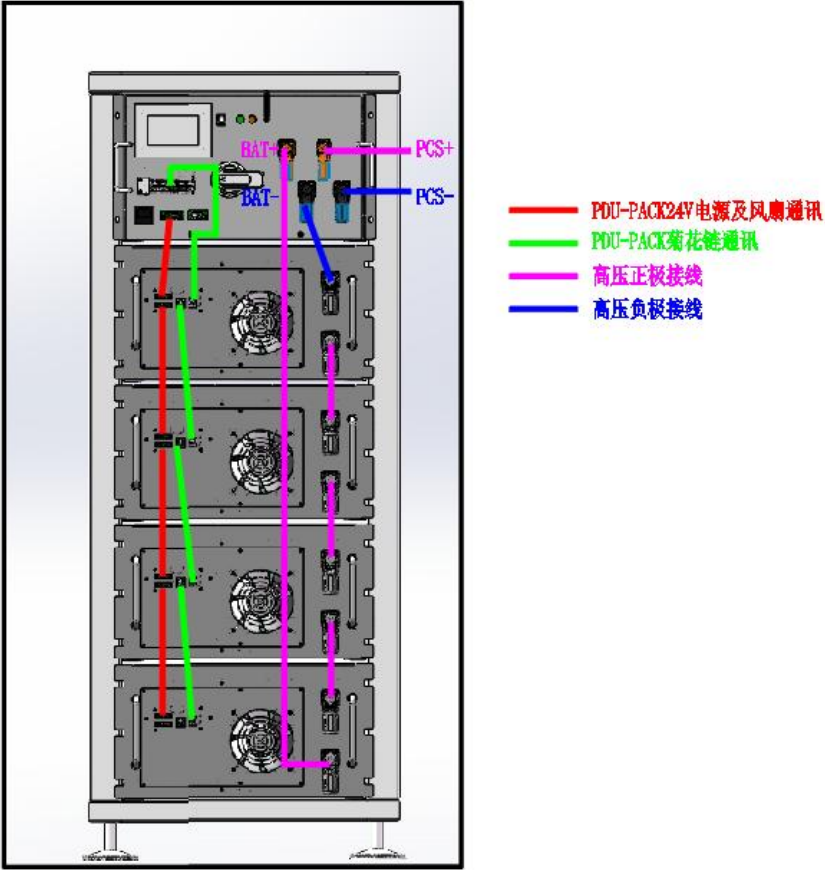 BAT+
PCS+
BAT-
PCS-
PDU-PACK24V电源及风扇通讯
PDU-PACK菊花链通讯
高压正极接线
高压负极接线